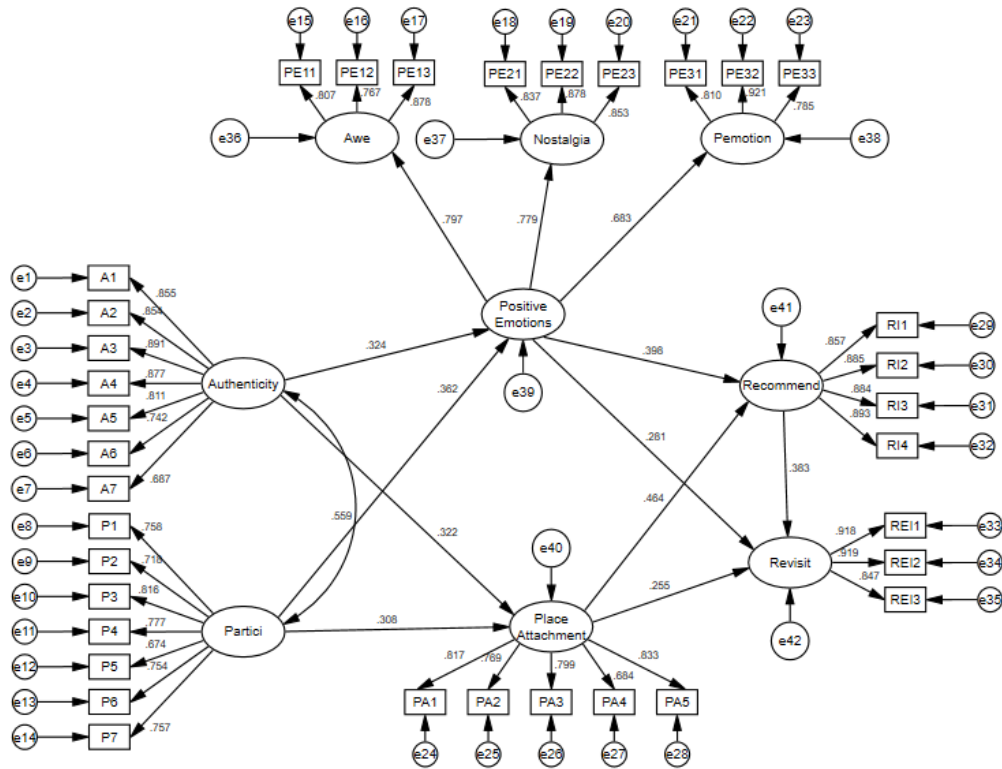 e15 e16 e17 e18 e19 e20 e21 e22 e23
PE11 PE12 PE13 PE21 PE22 PE23 PE31 PE32 PE33
.807 .767 .878 .837 .878 .853 .810 .921 .785
e36 Awe e37 Nostalgia Pemotion e38
.797 .779 .683
Positive
Emotions
e39
e1 A1 .855
e2 A2 .854
e3 A3 .891
e4 A4 .877
e5 A5 .811
e6 A6 .742
e7 A7 .687
Authenticity
.324
.362
.398
.281
e41
Recommend
.857 RI1 e29
.885 RI2 e30
.884 RI3 e31
.893 RI4 e32
.383
.464
.559
.322
e8 P1 .758
e9 P2 .716
e10 P3 .816
e11 P4 .777
e12 P5 .674
e13 P6 .754
e14 P7 .757
Partici
.308
e40
Place
Attachment
.255
Revisit
e42
.918 REI1 e33
.919 REI2 e34
.847 REI3 e35
.817 .769 .799 .684 .833
PA1 PA2 PA3 PA4 PA5
e24 e25 e26 e27 e28